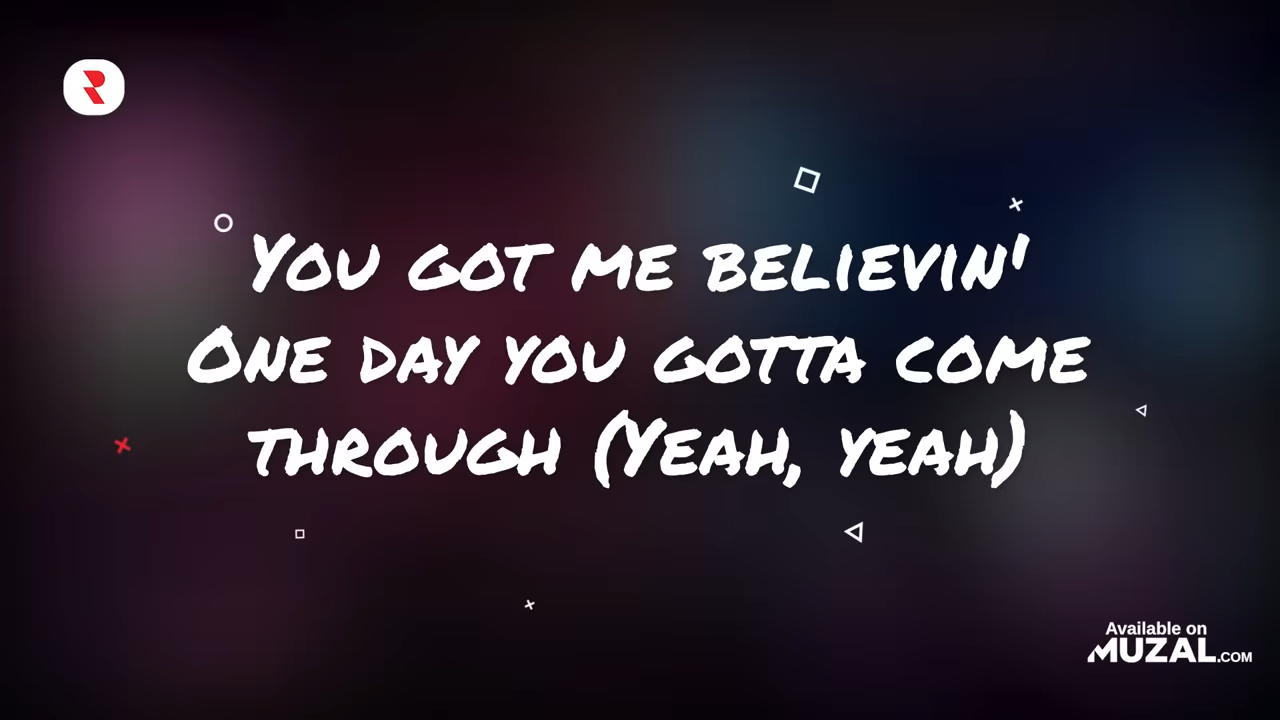 You got me believin'
One day you gotta come
through (Yeah, yeah)
Available on
MUZAL.COM